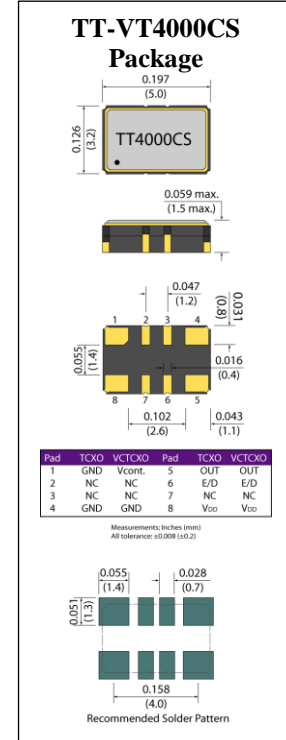 TT-VT4000CS
Package
0.197
(5.0)
0.126
(3.2)
TT4000CS
0.059 max.
(1.5 max.)
0.047
(1.2)
0.031
(0.8)
1 2 3 4
0.055
(1.4)
0.016
(0.4)
8 7 6 5
0.102
(2.6)
0.043
(1.1)
Pad TCXO VCTCXO Pad TCXO VCTCXO
1 GND Vcont. 5 OUT OUT
2 NC NC 6 E/D E/D
3 NC NC 7 NC NC
4 GND GND 8 VDD VDD
Measurements: Inches (mm)
All tolerance: ±0.008 (±0.2)
0.055
(1.4)
0.028
(0.7)
0.051
(1.3)
0.158
(4.0)
Recommended Solder Pattern